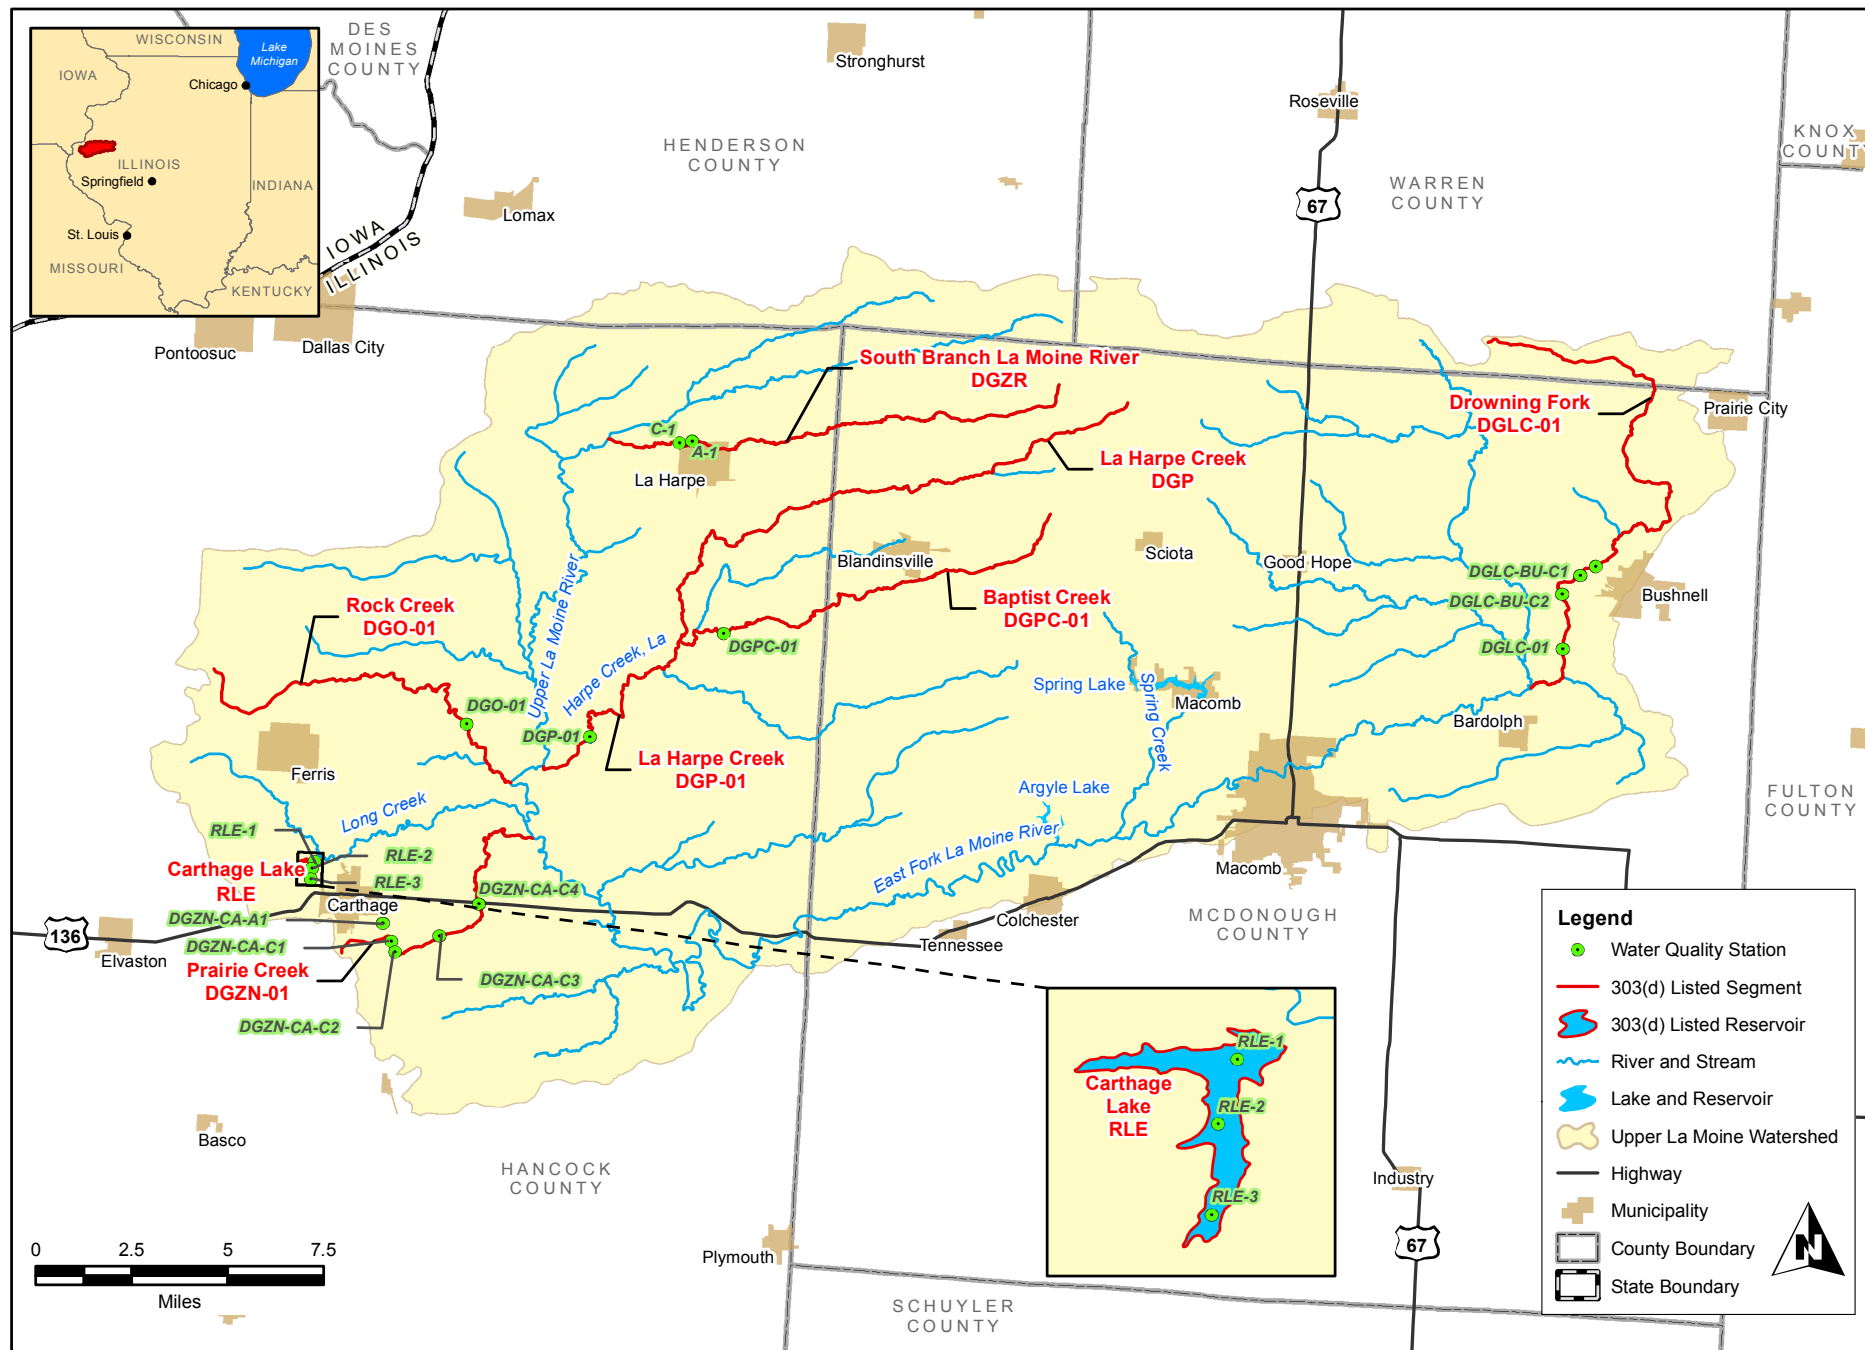 WISCONSIN
Lake
Michigan
IOWA
Chicago
ILLINOIS
Springfield
INDIANA
St. Louis
MISSOURI
KENTUCKY
DES
MOINES
COUNTY
Stronghurst
Roseville
KNOX
COUNTY
HENDERSON
COUNTY
WARREN
COUNTY
67
Lomax
IOWA
ILLINOIS
Pontoosuc
Dallas City
South Branch La Moine River
DGZR
Drowning Fork
DGLC-01
Prairie City
C-1
A-1
La Harpe
La Harpe Creek
DGP
Blandinsville
Sciota
Good Hope
DGLC-BU-C1
DGLC-BU-C2
Bushnell
Rock Creek
DGO-01
Upper La Moine River
Harpe Creek, La
Baptist Creek
DGPC-01
DGPC-01
DGLC-01
Spring Lake
Spring Creek
Macomb
DGO-01
DGP-01
Bardolph
Ferris
La Harpe Creek
DGP-01
Argyle Lake
FULTON
COUNTY
Long Creek
RLE-1
RLE-2
East Fork La Moine River
Carthage Lake
RLE
RLE-3
Macomb
DGZN-CA-C4
Carthage
DGZN-CA-A1
Colchester
MCDONOUGH
COUNTY
136
Elvaston
DGZN-CA-C1
Tennessee
Prairie Creek
DGZN-01
DGZN-CA-C3
DGZN-CA-C2
RLE-1
Carthage
Lake
RLE
RLE-2
RLE-3
Basco
HANCOCK
COUNTY
Industry
Plymouth
67
SCHUYLER
COUNTY
0 2.5 5 7.5
Miles
Legend
Water Quality Station
303(d) Listed Segment
303(d) Listed Reservoir
River and Stream
Lake and Reservoir
Upper La Moine Watershed
Highway
Municipality
County Boundary
State Boundary
N